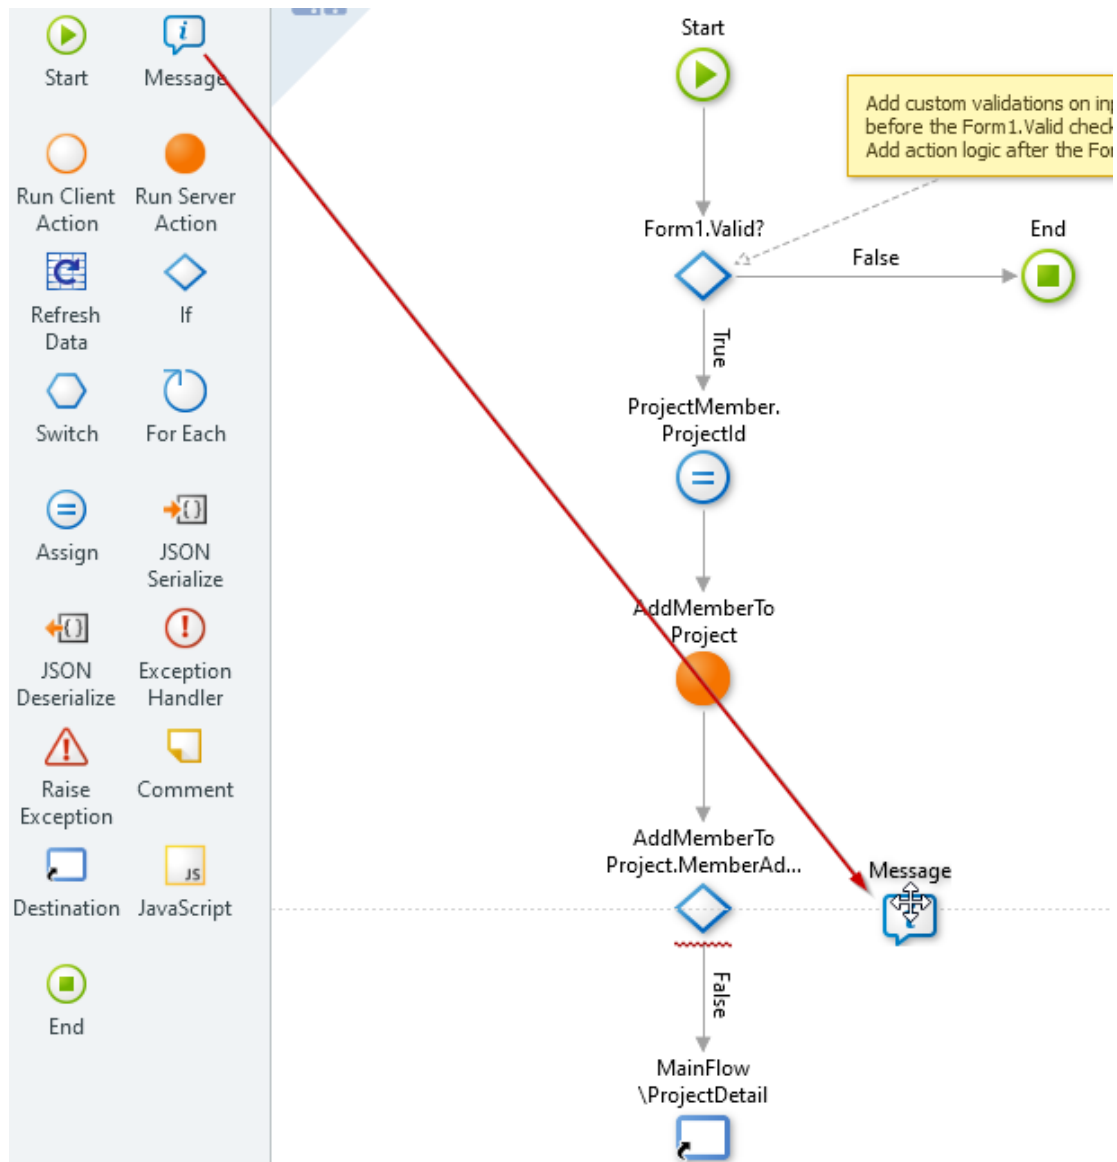 Start
Message
Run Client
Action
Run Server
Action
Refresh
Data
If
Switch
For Each
Assign
JSON
Serialize
JSON
Deserialize
Exception
Handler
Raise
Exception
Comment
Destination
JS
JavaScript
End
Start
Add custom validations on inp
before the Form1.Valid check
Add action logic after the For
Form1.Valid?
False
End
True
ProjectMember.
ProjectId
AddMemberTo
Project
AddMemberTo
Project.MemberAd...
Message
False
MainFlow
\ProjectDetail